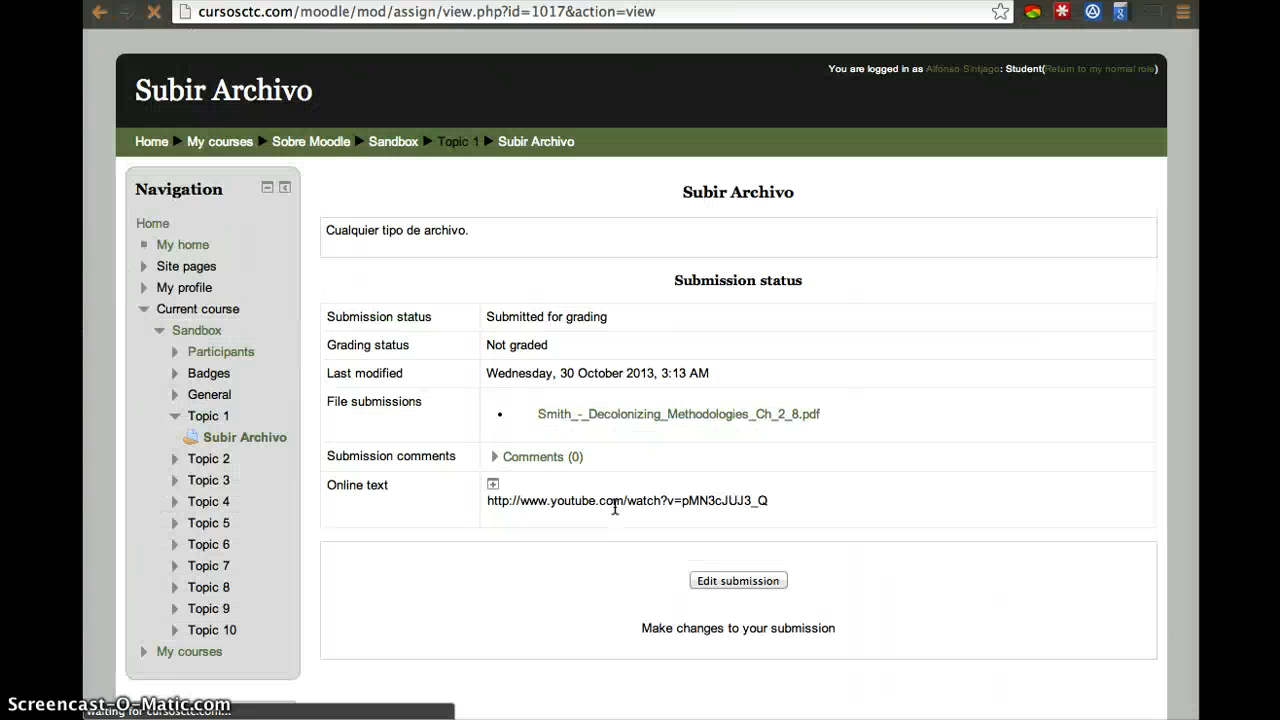 cursosctc.com/moodle/mod/assign/view.php?id=1017&action=view
You are logged in as Alfonso Sintjago: Student(Return to my normal role)
Subir Archivo
Home ▶ My courses ▶ Sobre Moodle ▶ Sandbox ▶ Topic 1 ▶ Subir Archivo
Navigation
Home
My home
Site pages
My profile
Current course
Sandbox
Participants
Badges
General
Topic 1
Subir Archivo
Topic 2
Topic 3
Topic 4
Topic 5
Topic 6
Topic 7
Topic 8
Topic 9
Topic 10
My courses
Subir Archivo
Cualquier tipo de archivo.
Submission status
Submission status Submitted for grading
Grading status Not graded
Last modified Wednesday, 30 October 2013, 3:13 AM
File submissions • Smith_-_Decolonizing_Methodologies_Ch_2_8.pdf
Submission comments Comments (0)
Online text
http://www.youtube.com/watch?v=pMN3cJUJ3_Q
Edit submission
Make changes to your submission
Screencast-O-Matic.com
Waiting for cursosctc.com...